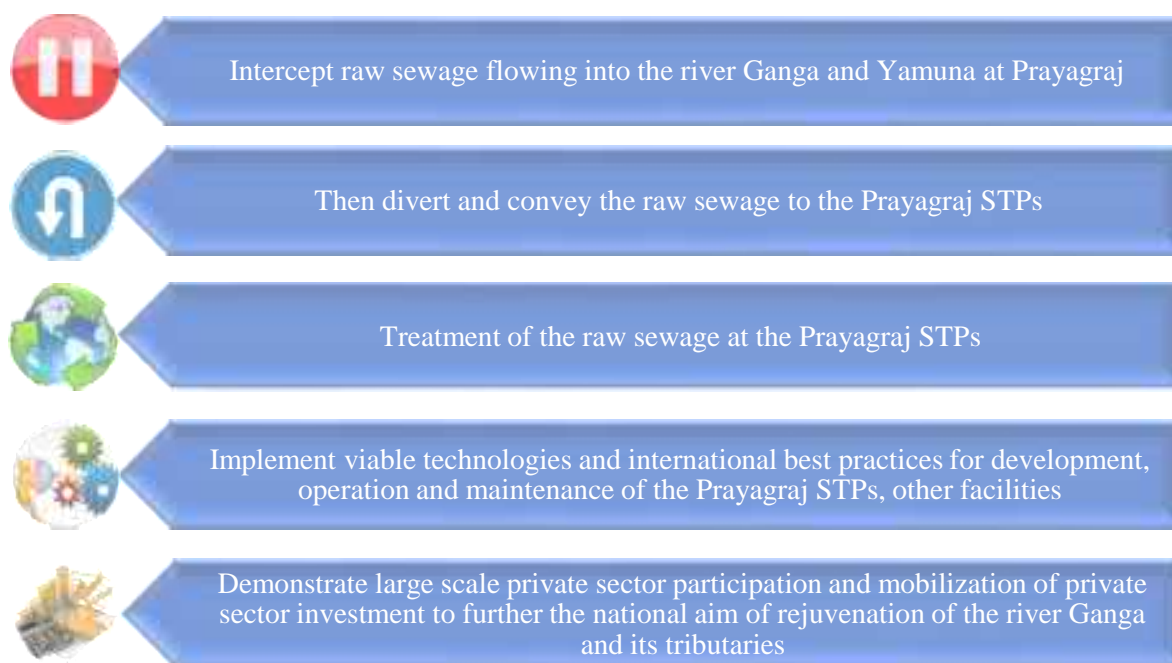 Intercept raw sewage flowing into the river Ganga and Yamuna at Prayagraj
Then divert and convey the raw sewage to the Prayagraj STPs
Treatment of the raw sewage at the Prayagraj STPs
Implement viable technologies and international best practices for development,
operation and maintenance of the Prayagraj STPs, other facilities
Demonstrate large scale private sector participation and mobilization of private
sector investment to further the national aim of rejuvenation of the river Ganga
and its tributaries